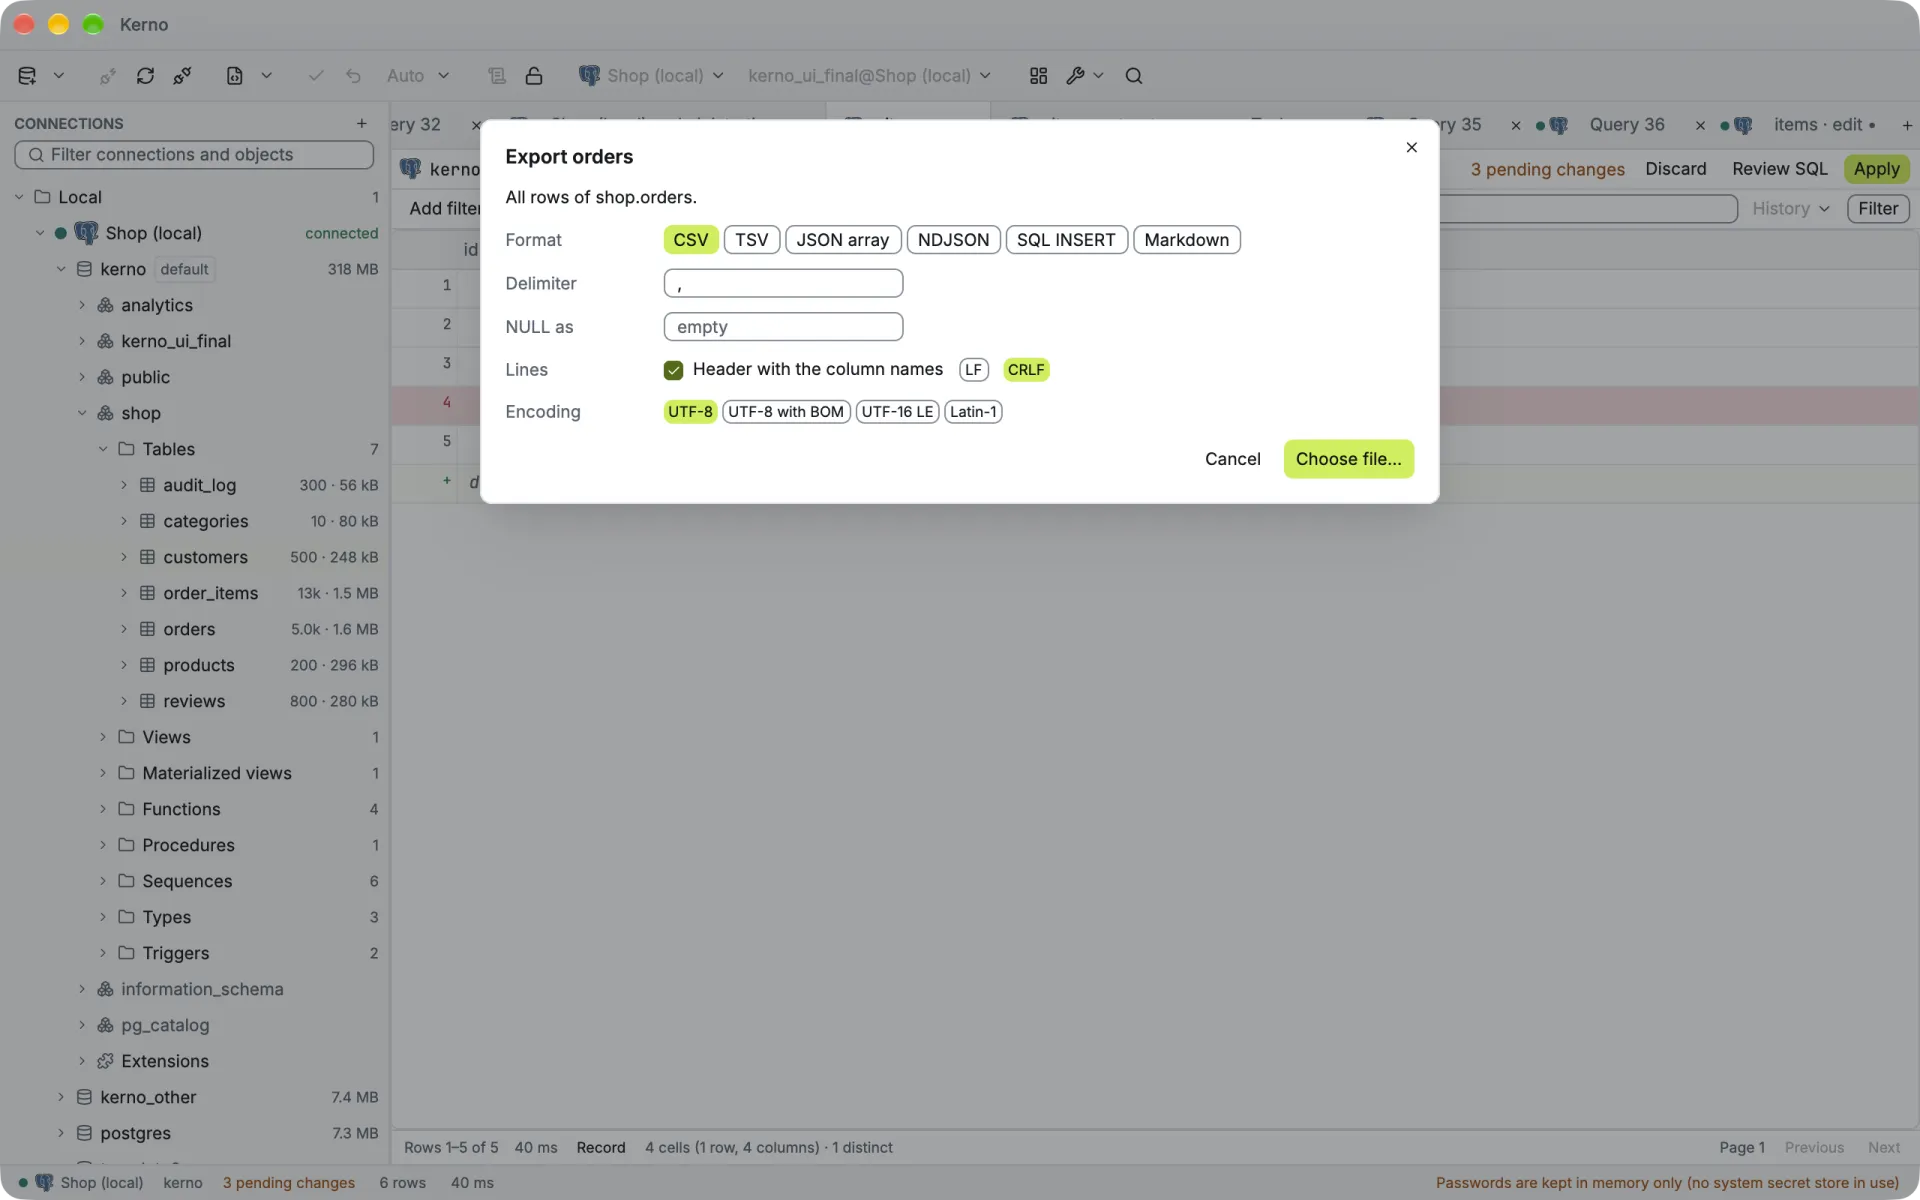 Kerno
Auto
Shop (local)
kerno_ui_final@Shop (local)
CONNECTIONS
Filter connections and objects
Local 1
Shop (local) connected
kerno default 318 MB
analytics
kerno_ui_final
public
shop
Tables 7
audit_log 300 · 56 kB
categories 10 · 80 kB
customers 500 · 248 kB
order_items 13k · 1.5 MB
orders 5.0k · 1.6 MB
products 200 · 296 kB
reviews 800 · 280 kB
Views 1
Materialized views 1
Functions 4
Procedures 1
Sequences 6
Types 3
Triggers 2
information_schema
pg_catalog
Extensions
kerno_other 7.4 MB
postgres 7.3 MB
ery 32
ry 35
Query 36
items · edit •
kerno
3 pending changes Discard Review SQL Apply
Add filter
History Filter
id
1
2
3
4
5
+ d
Export orders
All rows of shop.orders.
Format CSV TSV JSON array NDJSON SQL INSERT Markdown
Delimiter ,
NULL as empty
Lines Header with the column names LF CRLF
Encoding UTF-8 UTF-8 with BOM UTF-16 LE Latin-1
Cancel Choose file...
Rows 1–5 of 5 40 ms Record 4 cells (1 row, 4 columns) · 1 distinct
Page 1 Previous Next
Shop (local) kerno 3 pending changes 6 rows 40 ms
Passwords are kept in memory only (no system secret store in use)